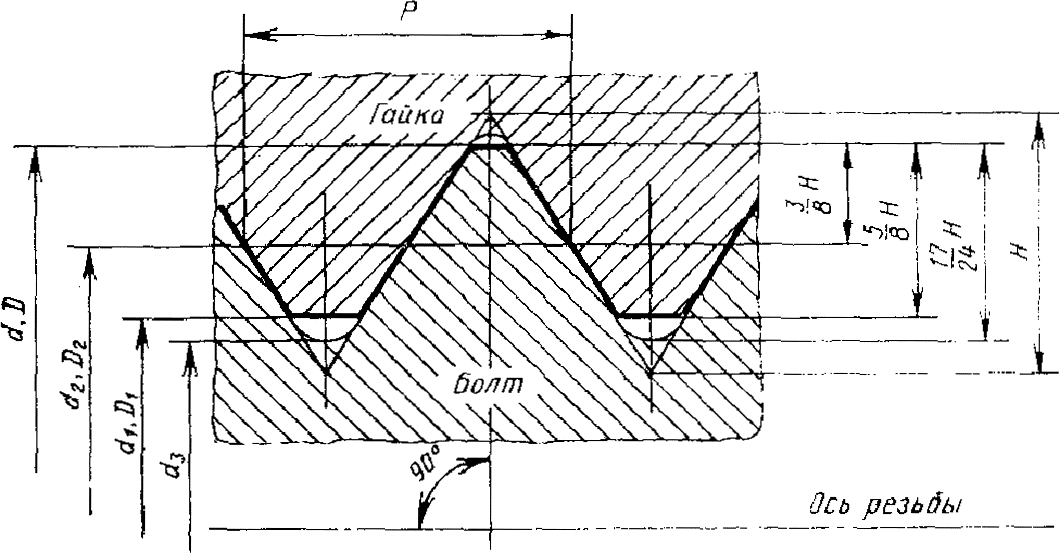 P
Гайка
3/8 H
5/8 H
17/24 H
H
d, D
d2, D2
d1, D1
d3
Болт
90°
Ось резьбы